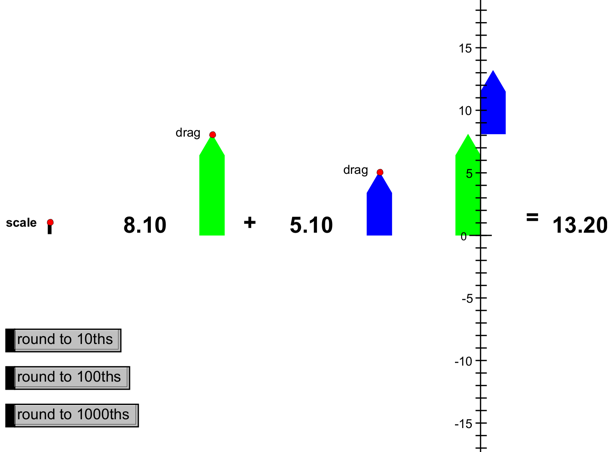 15
drag
10
drag
5
scale
8.10 + 5.10 = 13.20
0
-5
round to 10ths
-10
round to 100ths
round to 1000ths
-15